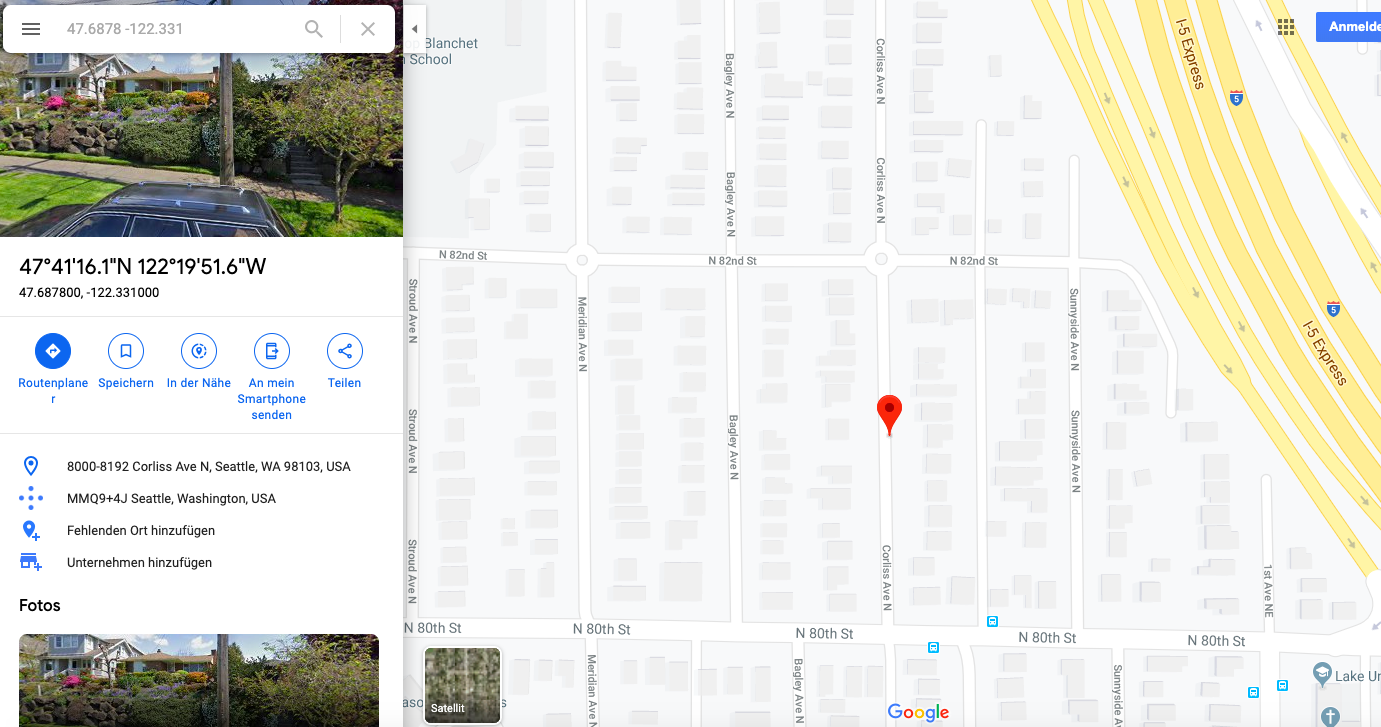 47.6878 -122.331
47°41'16.1"N 122°19'51.6"W
47.687800, -122.331000
Routenplane
r
Speichern
In der Nähe
An mein
Smartphone
senden
Teilen
8000-8192 Corliss Ave N, Seattle, WA 98103, USA
MMQ9+4J Seattle, Washington, USA
Fehlenden Ort hinzufügen
Unternehmen hinzufügen
Fotos
Blanchet
School
Bagley Ave N
Corliss Ave N
I-5 Express
5
Anmelde
Bagley Ave N
Corliss Ave N
N 82nd St
N 82nd St
N 82nd St
Stroud Ave N
Meridian Ave N
Sunnyside Ave N
5
I-5 Express
Stroud Ave N
Bagley Ave N
Sunnyside Ave N
Stroud Ave N
Corliss Ave N
1st Ave NE
N 80th St
N 80th St
N 80th St
N 80th St
N 80th St
Meridian Ave N
Bagley Ave N
Sunnyside
Lake Un
Satellit
Google